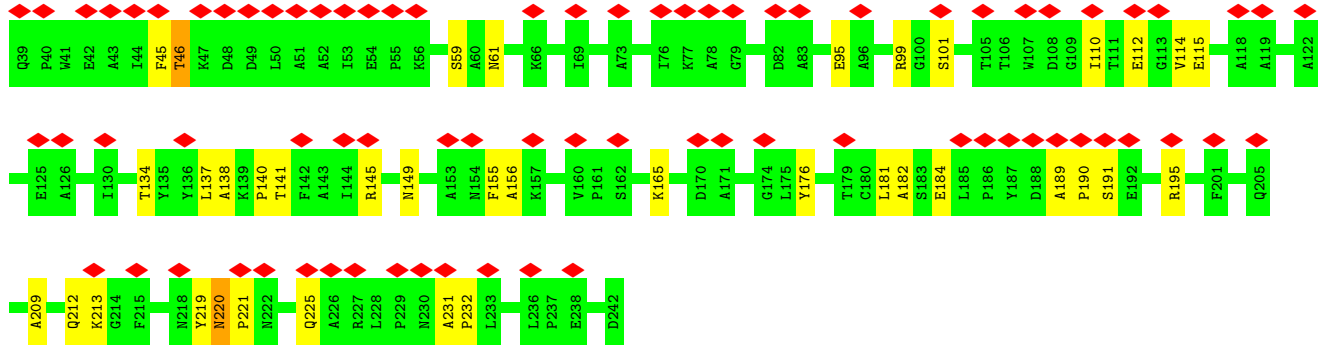 Q39 P40 W41 E42 A43 I44 F45 T46 K47 D48 D49 L50 A51 A52 I53 E54 P55 K56 S59 A60 N61 K66 I69 A73 I76 K77 A78 G79 D82 A83 E95 A96 R99 G100 S101 T105 T106 W107 D108 G109 I110 T111 E112 G113 V114 E115 A118 A119 A122
E125 A126 I130 T134 Y135 Y136 L137 A138 K139 P140 T141 F142 A143 I144 R145 N149 A153 N154 F155 A156 K157 V160 P161 S162 K165 D170 A171 G174 L175 Y176 T179 C180 L181 A182 S183 E184 L185 P186 Y187 D188 A189 P190 S191 E192 R195 F201 Q205
A209 Q212 K213 G214 F215 N218 Y219 N220 P221 N222 Q225 A226 R227 L228 P229 N230 A231 P232 L233 L236 P237 E238 D242